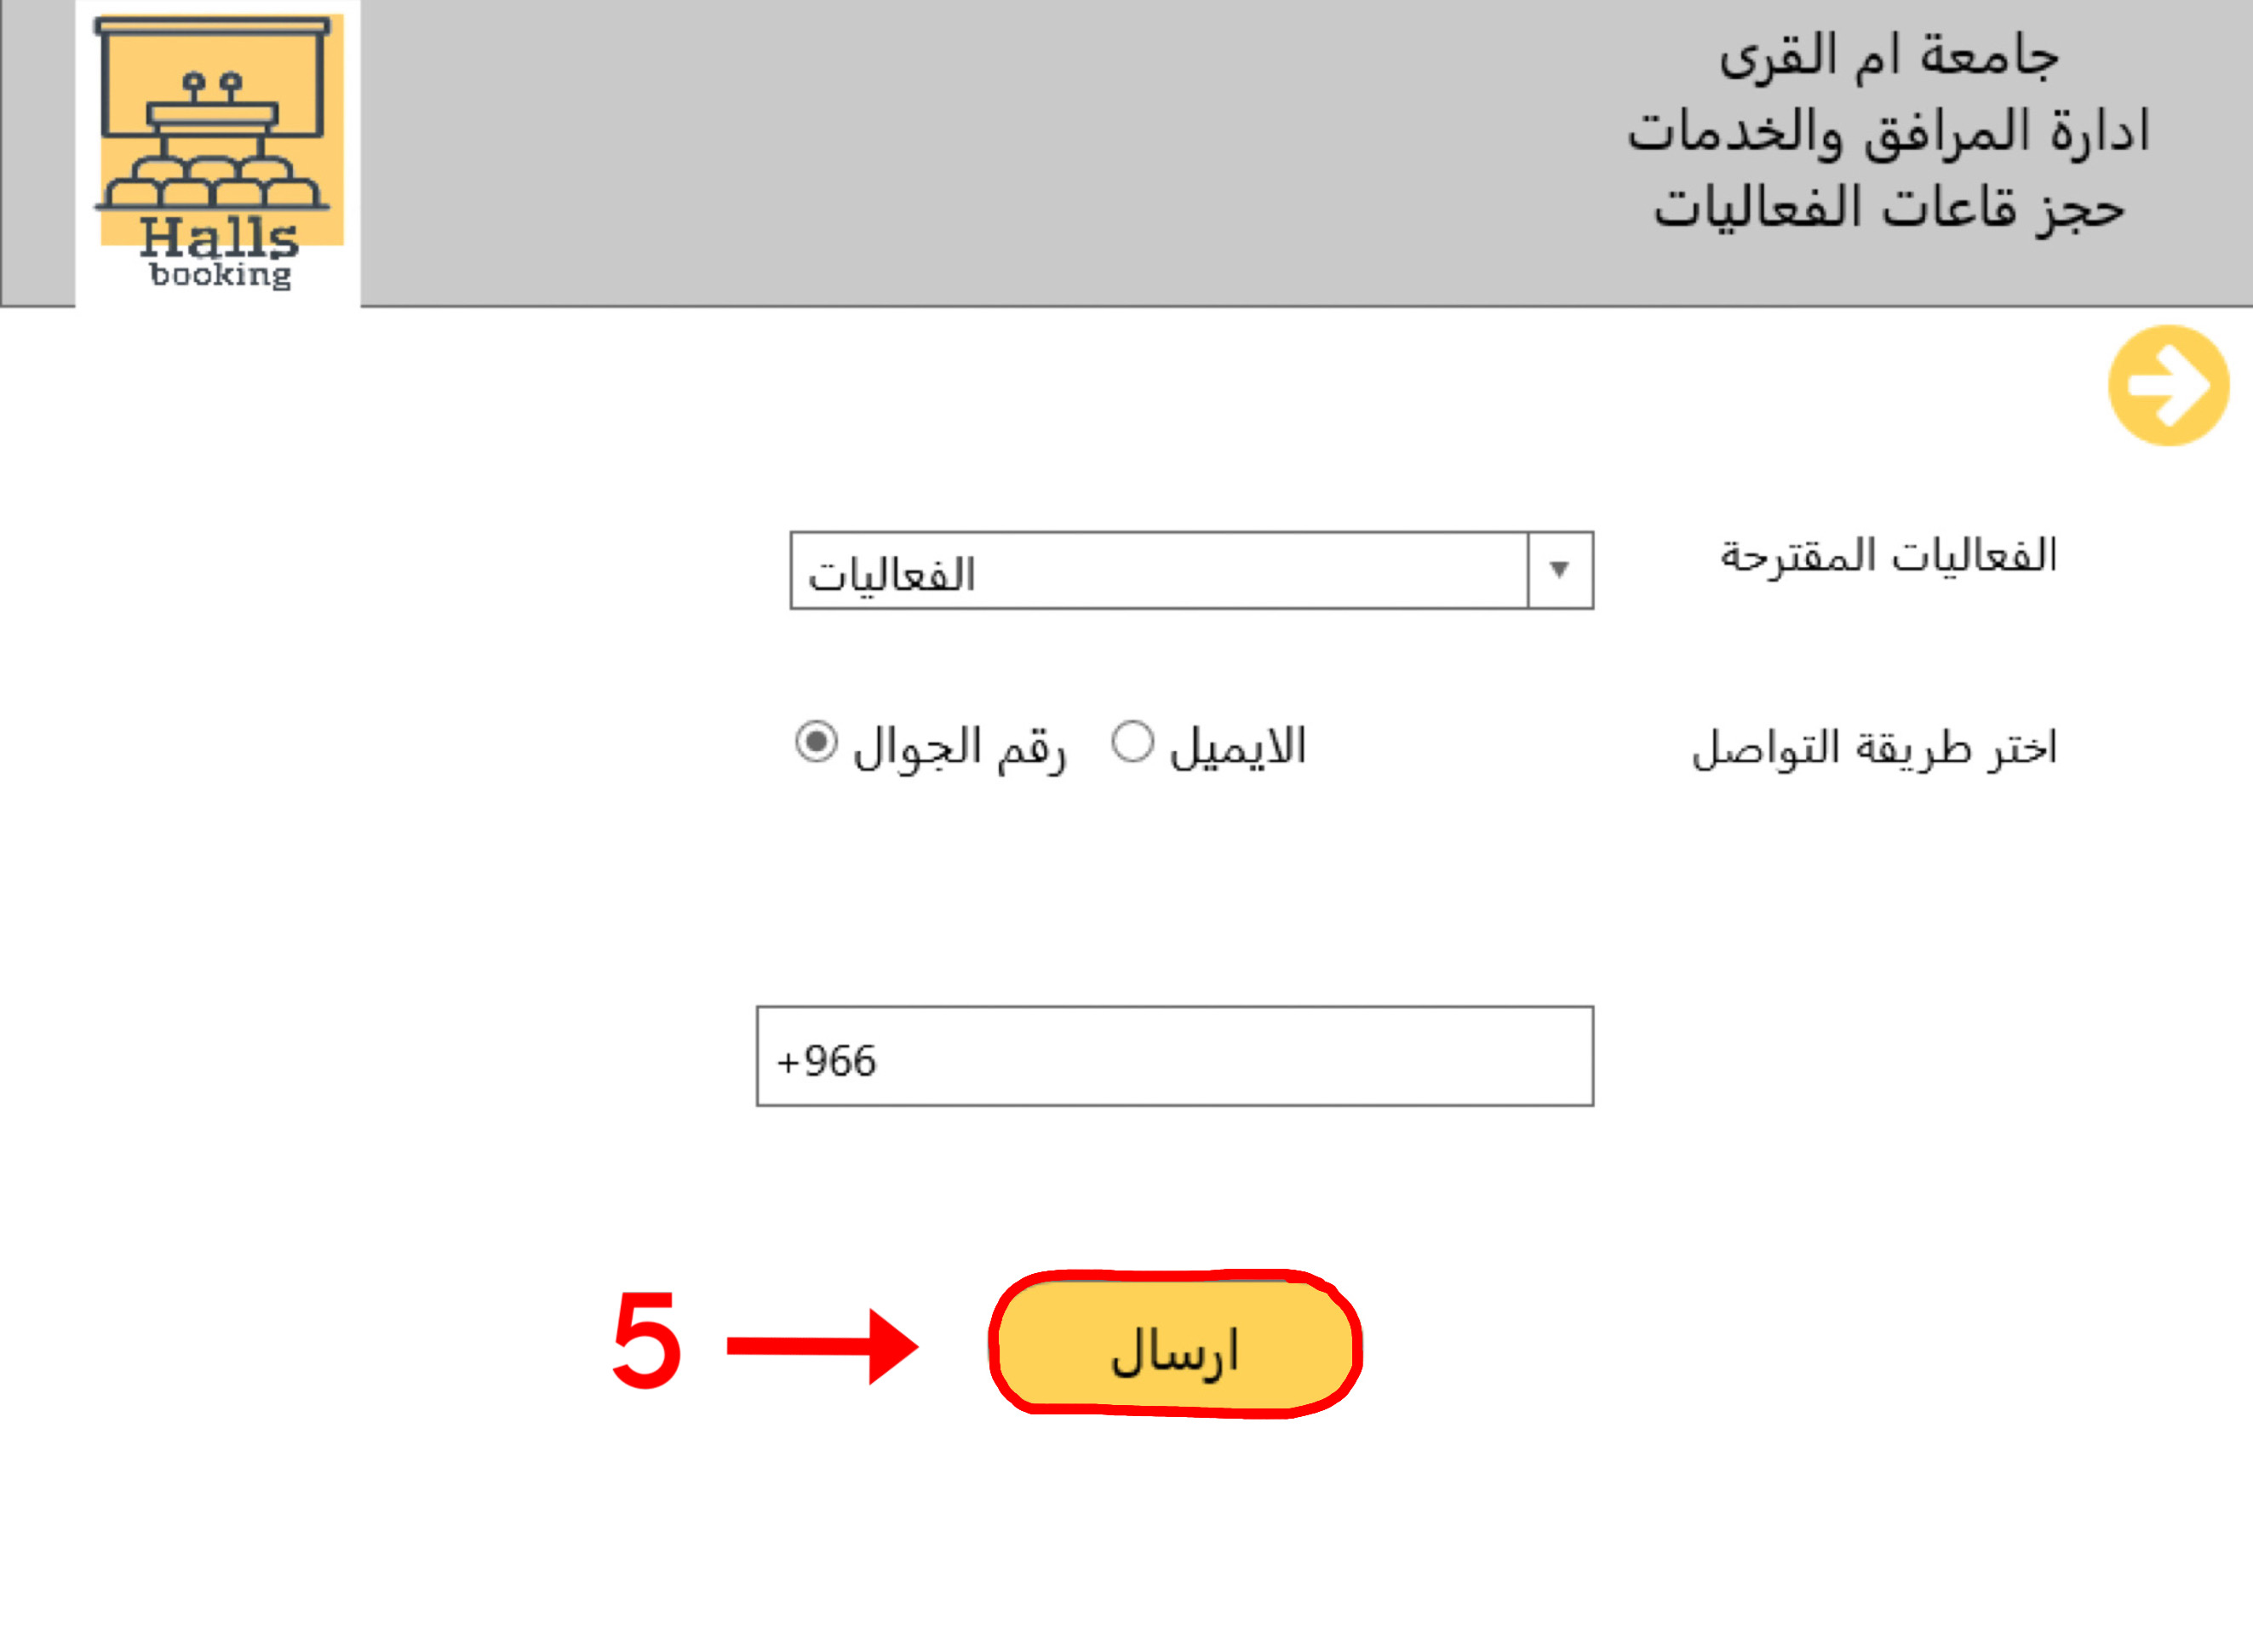 جامعة ام القرى
ادارة المرافق والخدمات
حجز قاعات الفعاليات
Halls
booking
الفعاليات المقترحة
الفعاليات
اختر طريقة التواصل
الايميل
رقم الجوال
+966
5
ارسال